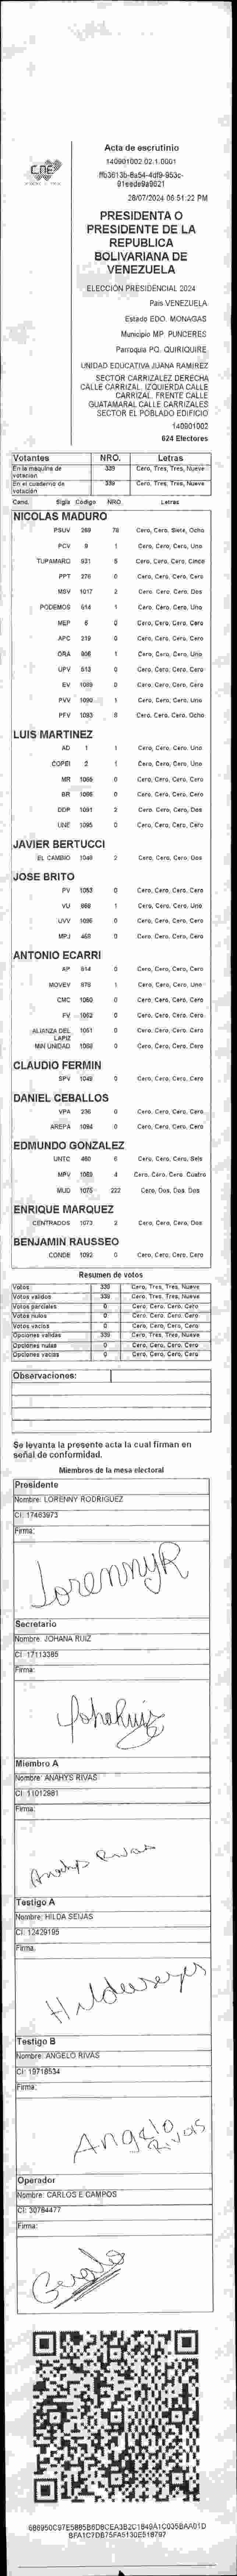 CNE
Acta de escrutinio
140901002.02.1.0001
28/07/2024 06:51:22 PM
PRESIDENTA O
PRESIDENTE DE LA
REPUBLICA
BOLIVARIANA DE
VENEZUELA
ELECCIÓN PRESIDENCIAL 2024
País VENEZUELA
Estado EDO. MONAGAS
Municipio MP. PUNCERES
Parroquia PQ. QUIRIQUIRE
UNIDAD EDUCATIVA JUANA RAMIREZ
SECTOR CARRIZALEZ DERECHA
CALLE CARRIZAL. IZQUIERDA CALLE
CARRIZAL. FRENTE CALLE
GUATAMARAL CALLE CARRIZALES
SECTOR EL POBLADO EDIFICIO
140901002
624 Electores
Votantes NRO. Letras
En la maquina de votacion 339 Cero, Tres, Tres, Nueve
En el cuaderno de votación 339 Cero, Tres, Tres, Nueve
Cand. Sigla Código NRO. Letras
NICOLAS MADURO
PSUV 269 78 Cero, Cero, Siete, Ocho
PCV 9 1 Cero, Cero, Cero, Uno
TUPAMARO 931 5 Cero, Cero, Cero, Cinco
PPT 276 0 Cero, Cero, Cero, Cero
MSV 1017 2 Cero, Cero, Cero, Dos
PODEMOS 614 1 Cero, Cero, Cero, Uno
MEP 6 0 Cero, Cero, Cero, Cero
APC 219 0 Cero, Cero, Cero, Cero
ORA 906 1 Cero, Cero, Cero, Uno
UPV 513 0 Cero, Cero, Cero, Cero
EV 1089 0 Cero, Cero, Cero, Cero
PVV 1090 1 Cero, Cero, Cero, Uno
PFV 1093 8 Cero, Cero, Cero, Ocho
LUIS MARTINEZ
AD 1 1 Cero, Cero, Cero, Uno
COPEI 2 1 Cero, Cero, Cero, Uno
MR 1066 0 Cero, Cero, Cero, Cero
BR 1086 0 Cero, Cero, Cero, Cero
DDP 1091 2 Cero, Cero, Cero, Dos
UNE 1095 0 Cero, Cero, Cero, Cero
JAVIER BERTUCCI
EL CAMBIO 1048 2 Cero, Cero, Cero, Dos
JOSE BRITO
PV 1053 0 Cero, Cero, Cero, Cero
VU 868 1 Cero, Cero, Cero, Uno
UVV 1096 0 Cero, Cero, Cero, Cero
MPJ 459 0 Cero, Cero, Cero, Cero
ANTONIO ECARRI
AP 814 0 Cero, Cero, Cero, Cero
MOVEV 875 1 Cero, Cero, Cero, Uno
CMC 1060 0 Cero, Cero, Cero, Cero
FV 1062 0 Cero, Cero, Cero, Cero
ALIANZA DEL LAPIZ 1051 0 Cero, Cero, Cero, Cero
MIN UNIDAD 1068 0 Cero, Cero, Cero, Cero
CLAUDIO FERMIN
SPV 1048 0 Cero, Cero, Cero, Cero
DANIEL CEBALLOS
VPA 236 0 Cero, Cero, Cero, Cero
AREPA 1094 0 Cero, Cero, Cero, Cero
EDMUNDO GONZALEZ
UNTC 460 6 Cero, Cero, Cero, Seis
MPV 1069 4 Cero, Cero, Cero, Cuatro
MUD 1075 222 Cero, Dos, Dos, Dos
ENRIQUE MARQUEZ
CENTRADOS 1073 2 Cero, Cero, Cero, Dos
BENJAMIN RAUSSEO
CONDE 1092 0 Cero, Cero, Cero, Cero
Resumen de votos
Votos 339 Cero, Tres, Tres, Nueve
Votos validos 339 Cero, Tres, Tres, Nueve
Votos parciales 0 Cero, Cero, Cero, Cero
Votos nulos 0 Cero, Cero, Cero, Cero
Votos vacios 0 Cero, Cero, Cero, Cero
Opciones validas 339 Cero, Tres, Tres, Nueve
Opciones nulas 0 Cero, Cero, Cero, Cero
Opciones vacias 0 Cero, Cero, Cero, Cero
Observaciones:
Se levanta la presente acta la cual firman en
señal de conformidad.
Miembros de la mesa electoral
Presidente
Nombre: LORENNY RODRIGUEZ
CI: 17463973
Firma:
LorennyR
Secretario
Nombre: JOHANA RUIZ
CI: 17113385
Firma:
JohaRuiz
Miembro A
Nombre: ANAHYS RIVAS
CI: 11012981
Firma:
Anahys Rivas
Testigo A
Nombre: HILDA SEIJAS
CI: 12429195
Firma:
Hildaseyas
Testigo B
Nombre: ANGELO RIVAS
CI: 19718534
Firma:
Angelo
Rivas
Operador
Nombre: CARLOS E CAMPOS
CI: 30784477
Firma: